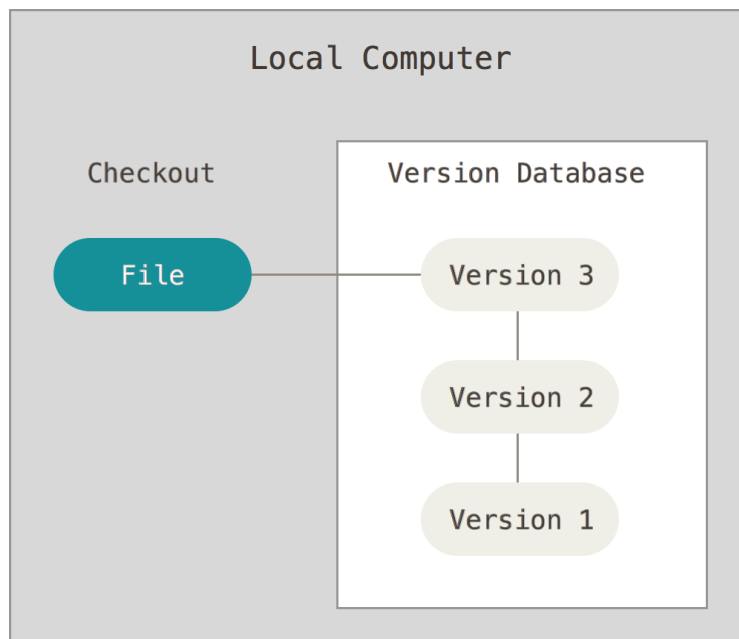 Local Computer
Checkout
Version Database
File
Version 3
Version 2
Version 1